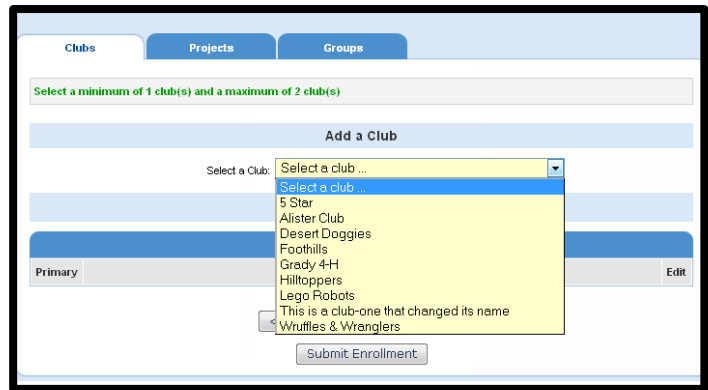 Clubs Projects Groups
Select a minimum of 1 club(s) and a maximum of 2 club(s)
Add a Club
Select a Club: Select a club ...
Select a club ...
5 Star
Alister Club
Desert Doggies
Foothills
Grady 4-H
Hilltoppers
Lego Robots
This is a club-one that changed its name
Wruffles & Wranglers
Primary Edit
<
Submit Enrollment